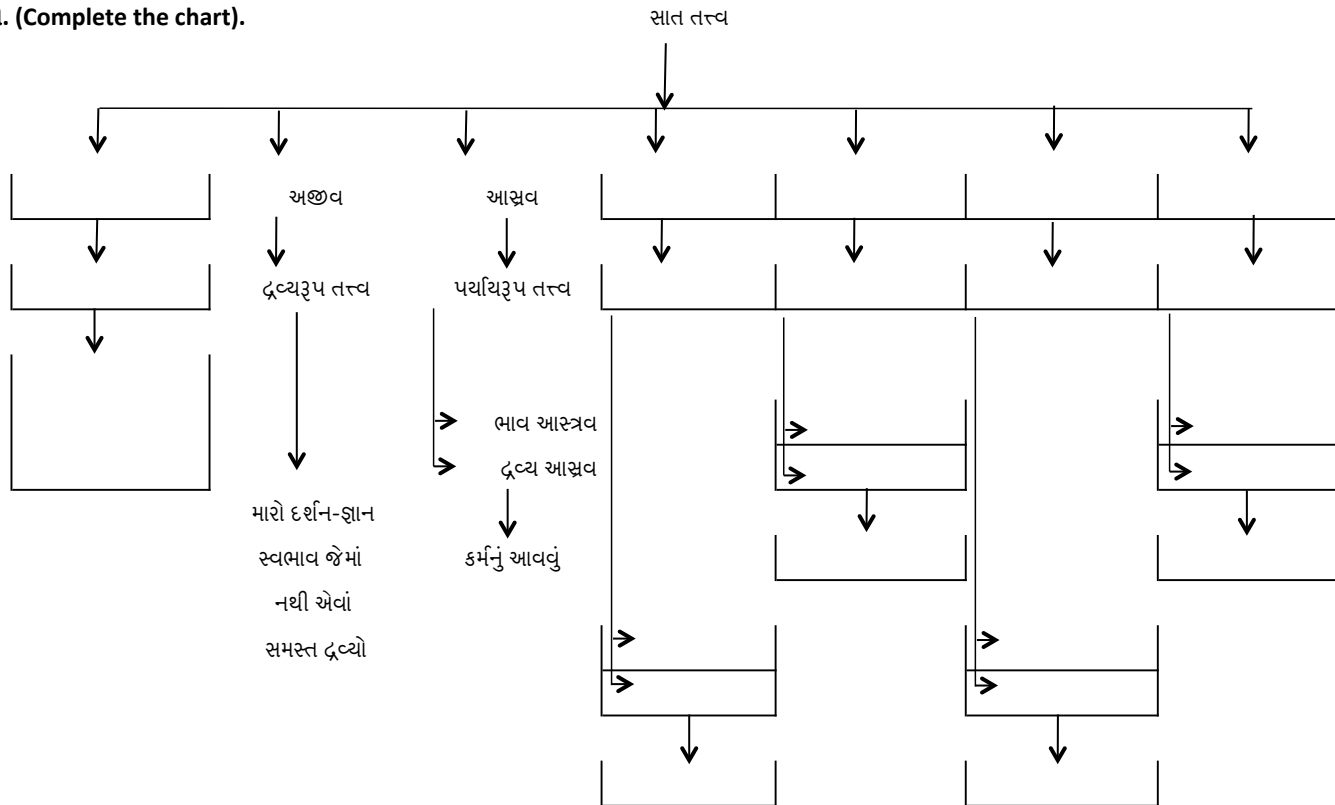 (Complete the chart).
સાત તત્ત્વ
અજીવ
આસ્રવ
દ્રવ્યરૂપ તત્ત્વ
પર્યાયરૂપ તત્ત્વ
ભાવ આસ્ત્રવ
દ્રવ્ય આસ્રવ
મારો દર્શન-જ્ઞાન
સ્વભાવ જેમાં
નથી એવાં
સમસ્ત દ્રવ્યો
કર્મનું આવવું